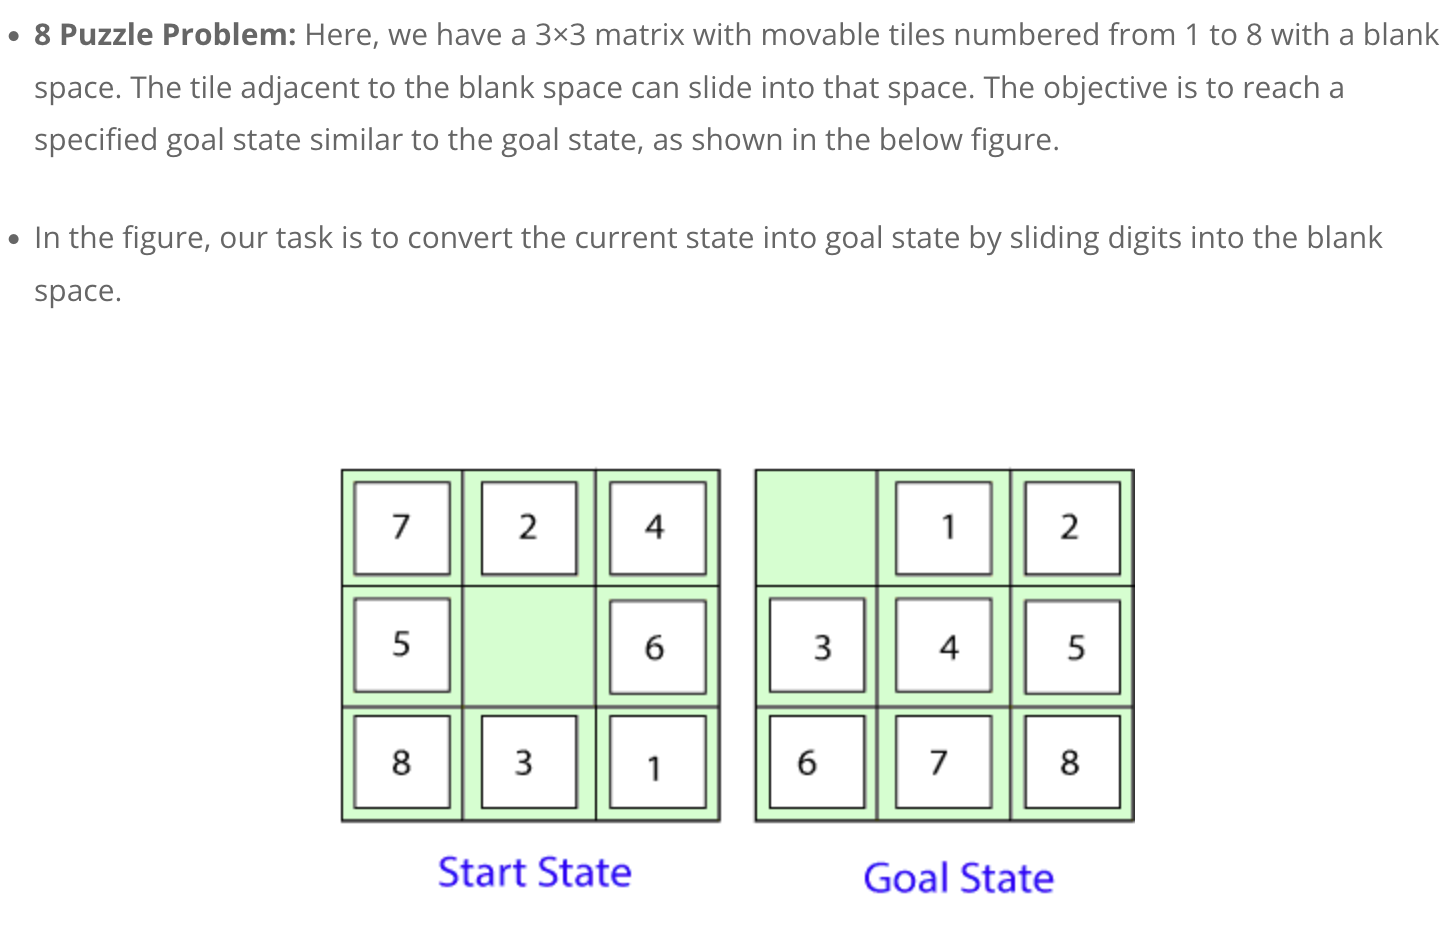 • 8 Puzzle Problem: Here, we have a 3×3 matrix with movable tiles numbered from 1 to 8 with a blank
space. The tile adjacent to the blank space can slide into that space. The objective is to reach a
specified goal state similar to the goal state, as shown in the below figure.
• In the figure, our task is to convert the current state into goal state by sliding digits into the blank
space.
7 2 4
5 6
8 3 1
Start State
1 2
3 4 5
6 7 8
Goal State